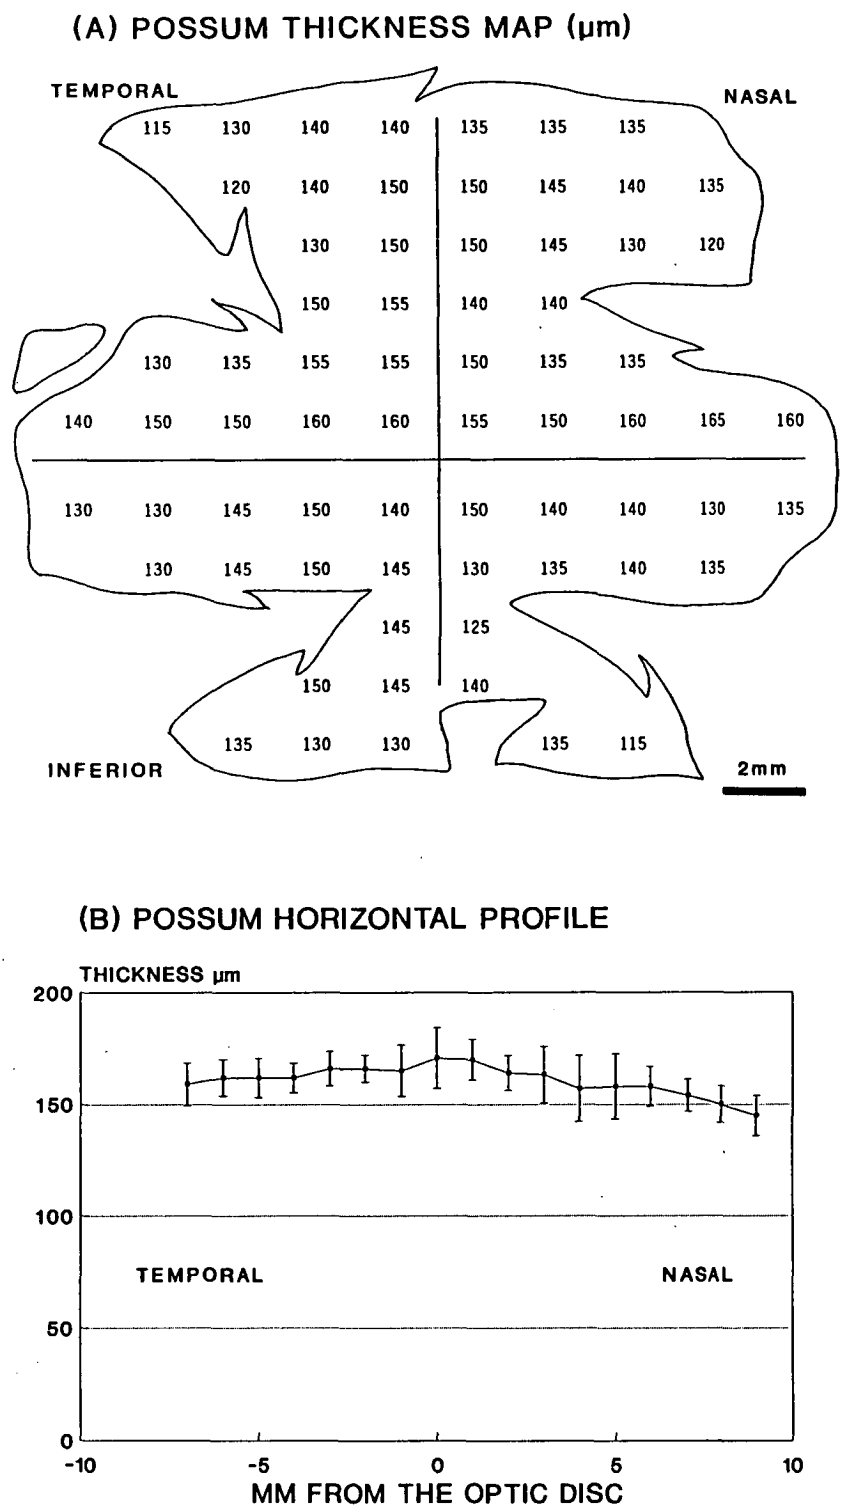 (A) POSSUM THICKNESS MAP (µm)
TEMPORAL
NASAL
115 130 140 140 135 135 135
120 140 150 150 145 140 135
130 150 150 145 130 120
150 155 140 140
130 135 155 155 150 135 135
140 150 150 160 160 155 150 160 165 160
130 130 145 150 140 150 140 140 130 135
130 145 150 145 130 135 140 135
145 125
150 145 140
135 130 130 135 115
INFERIOR
2mm
(B) POSSUM HORIZONTAL PROFILE
THICKNESS µm
200
150
100
TEMPORAL NASAL
50
0
-10 -5 0 5 10
MM FROM THE OPTIC DISC